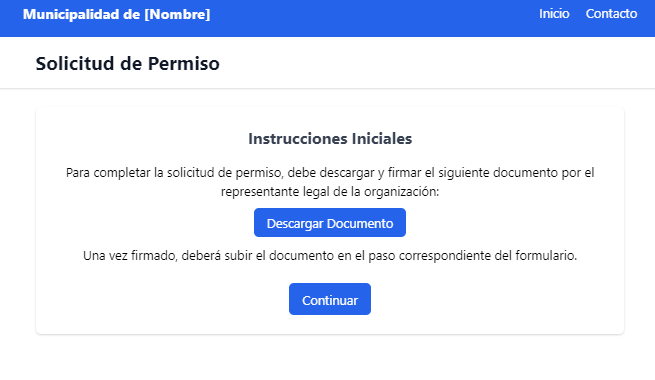 Municipalidad de [Nombre]
Inicio
Contacto
Solicitud de Permiso
Instrucciones Iniciales
Para completar la solicitud de permiso, debe descargar y firmar el siguiente documento por el
representante legal de la organización:
Descargar Documento
Una vez firmado, deberá subir el documento en el paso correspondiente del formulario.
Continuar